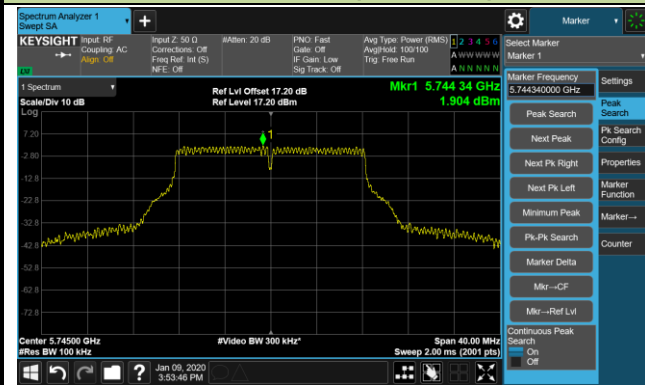 Spectrum Analyzer 1
Swept SA
+
Marker
KEYSIGHT
Input: RF
Coupling: AC
Align: Off
Input Z: 50 Ω
Corrections: Off
Freq Ref: Int (S)
NFE: Off
#Atten: 20 dB
PNO: Fast
Gate: Off
IF Gain: Low
Sig Track: Off
Avg Type: Power (RMS)
Avg|Hold: 100/100
Trig: Free Run
1 2 3 4 5 6
A W W W W W
A N N N N N
LXI
Select Marker
Marker 1
1 Spectrum
Scale/Div 10 dB
Log
Ref Lvl Offset 17.20 dB
Ref Level 17.20 dBm
Mkr1 5.744 34 GHz
1.904 dBm
1
7.20
-2.80
-12.8
-22.8
-32.8
-42.8
-52.8
-62.8
-72.8
Center 5.74500 GHz
#Res BW 100 kHz
#Video BW 300 kHz*
Span 40.00 MHz
Sweep 2.00 ms (2001 pts)
Marker Frequency
5.744340000 GHz
Peak Search
Next Peak
Next Pk Right
Next Pk Left
Minimum Peak
Pk-Pk Search
Marker Delta
Mkr→CF
Mkr→Ref Lvl
Continuous Peak
Search
On
Off
Settings
Peak
Search
Pk Search
Config
Properties
Marker
Function
Marker→
Counter
?
Jan 09, 2020
3:53:46 PM